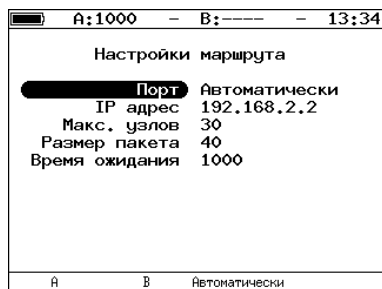 A:1000 – B:---- – 13:34
Настройки маршрута
Порт Автоматически
IP адрес 192.168.2.2
Макс. узлов 30
Размер пакета 40
Время ожидания 1000
A B Автоматически